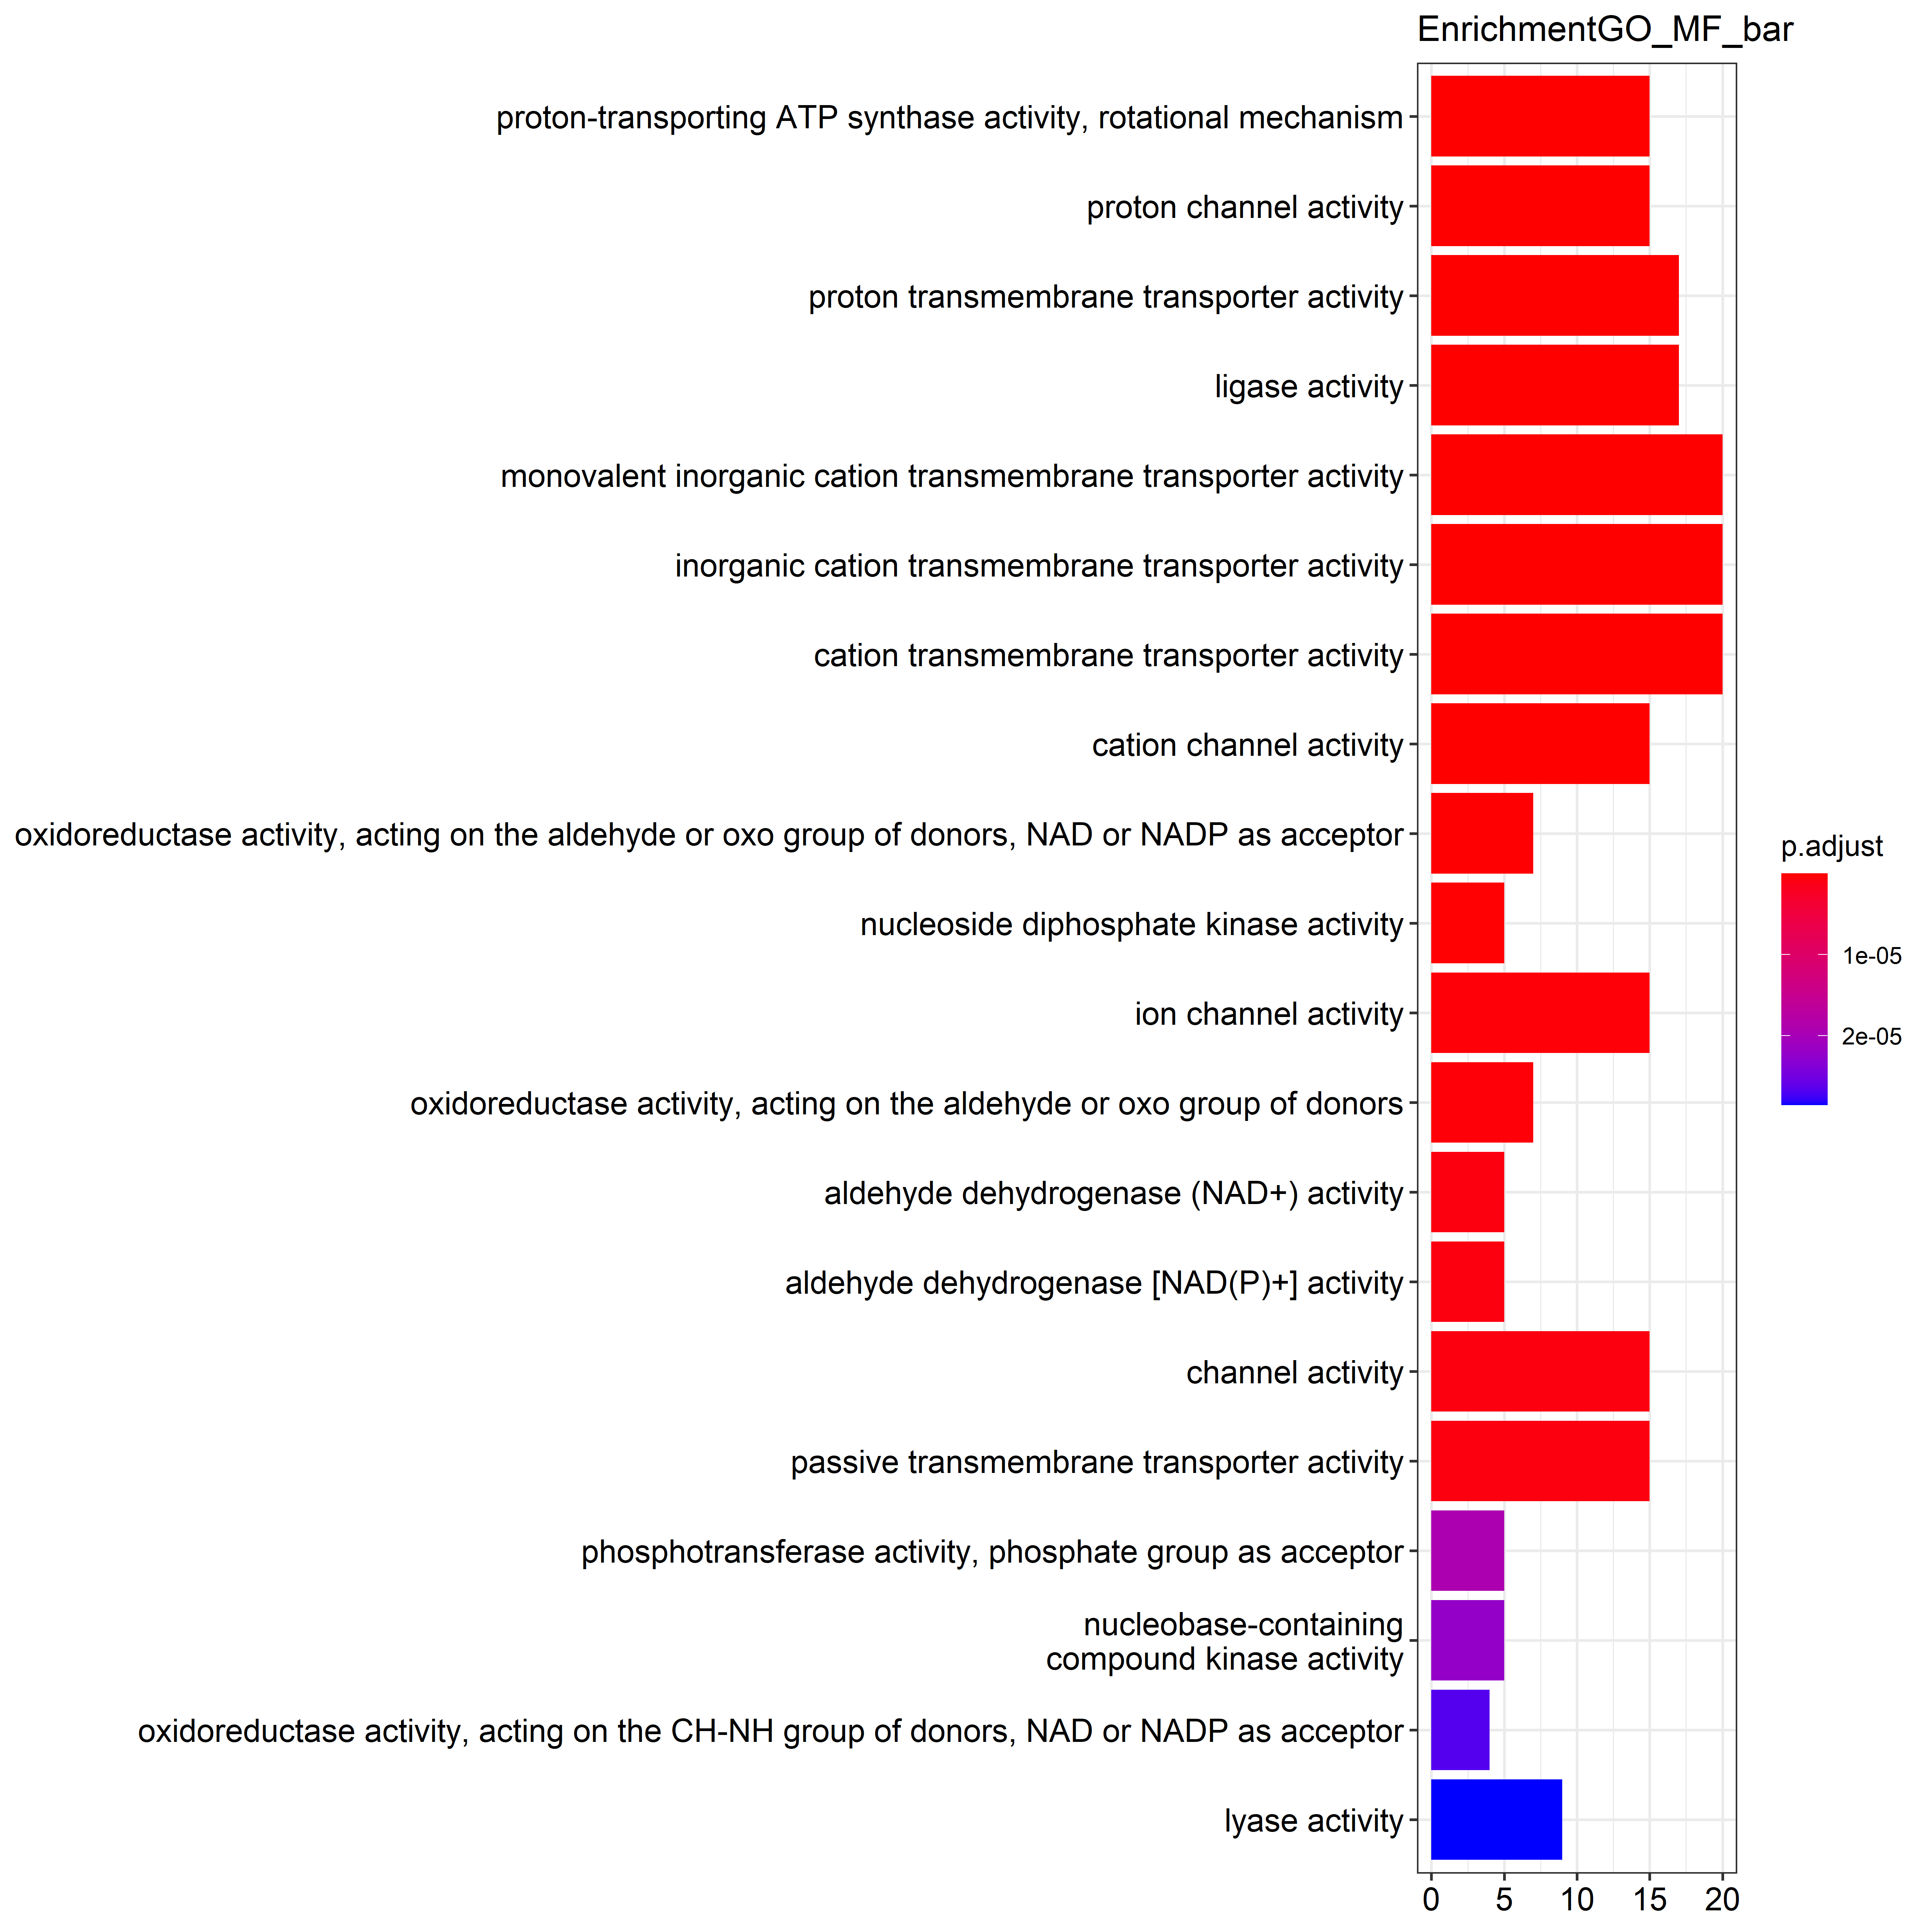 EnrichmentGO_MF_bar
proton-transporting ATP synthase activity, rotational mechanism
proton channel activity
proton transmembrane transporter activity
ligase activity
monovalent inorganic cation transmembrane transporter activity
inorganic cation transmembrane transporter activity
cation transmembrane transporter activity
cation channel activity
oxidoreductase activity, acting on the aldehyde or oxo group of donors, NAD or NADP as acceptor
nucleoside diphosphate kinase activity
ion channel activity
oxidoreductase activity, acting on the aldehyde or oxo group of donors
aldehyde dehydrogenase (NAD+) activity
aldehyde dehydrogenase [NAD(P)+] activity
channel activity
passive transmembrane transporter activity
phosphotransferase activity, phosphate group as acceptor
nucleobase-containing
compound kinase activity
oxidoreductase activity, acting on the CH-NH group of donors, NAD or NADP as acceptor
lyase activity
0 5 10 15 20
p.adjust
1e-05
2e-05